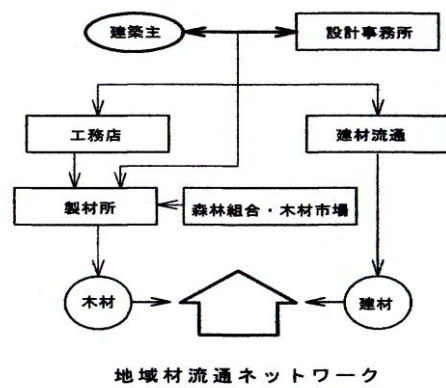 建築主
設計事務所
工務店
建材流通
製材所
森林組合・木材市場
木材
建材
地域材流通ネットワーク